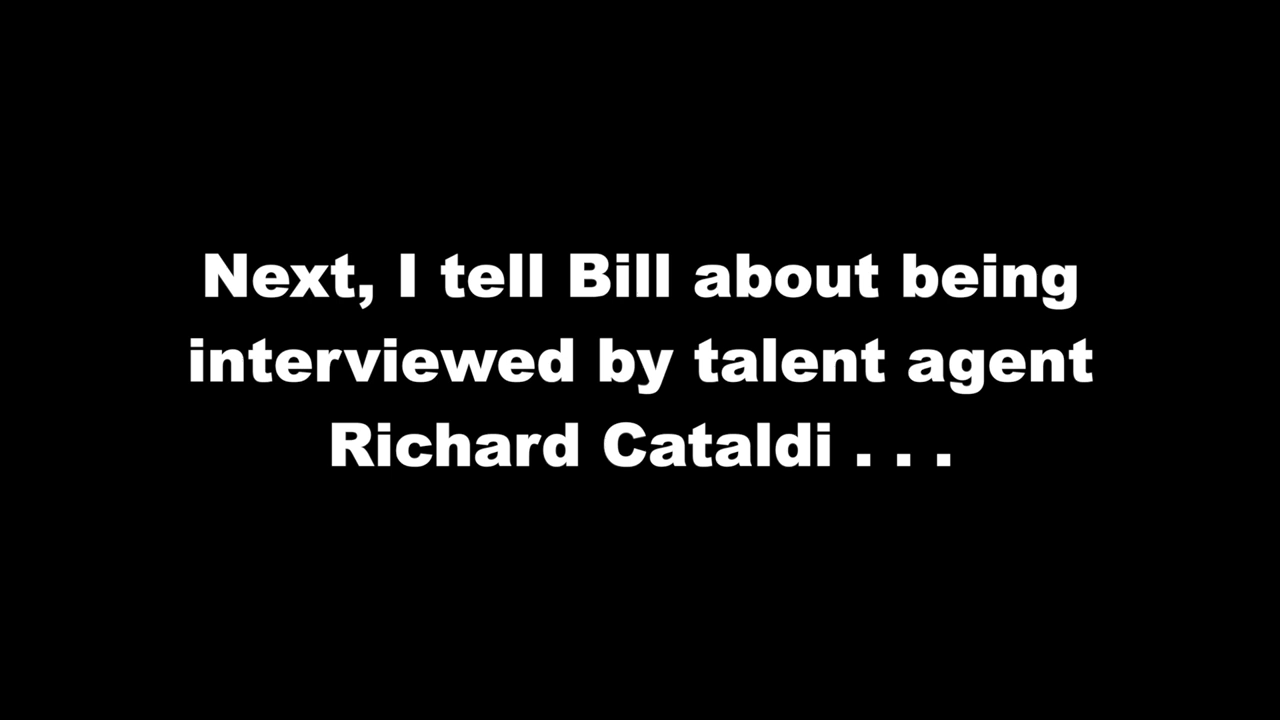 Next, I tell Bill about being
interviewed by talent agent
Richard Cataldi . . .